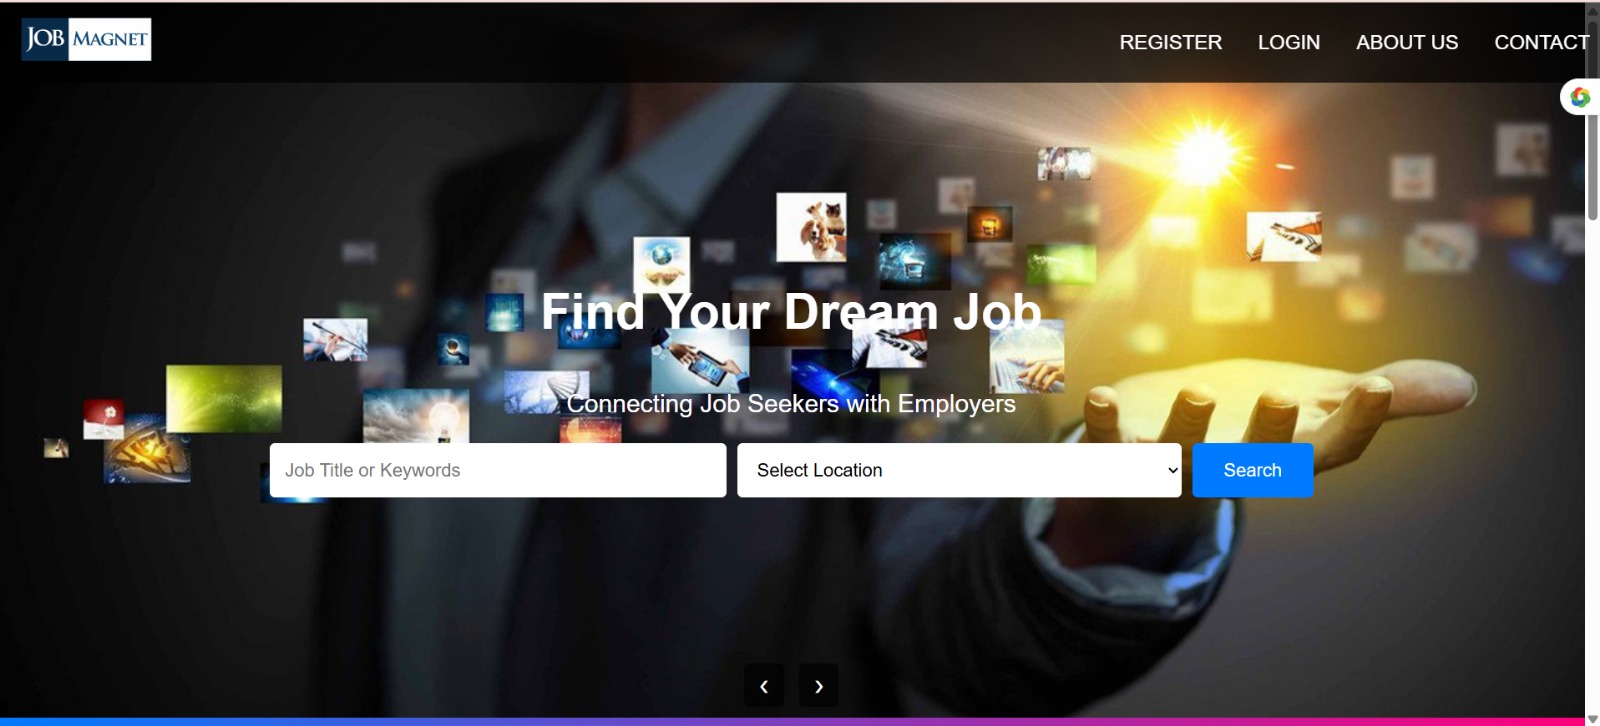 JOB MAGNET
REGISTER LOGIN ABOUT US CONTACT
Find Your Dream Job
Connecting Job Seekers with Employers
Job Title or Keywords
Select Location
Search
‹ ›